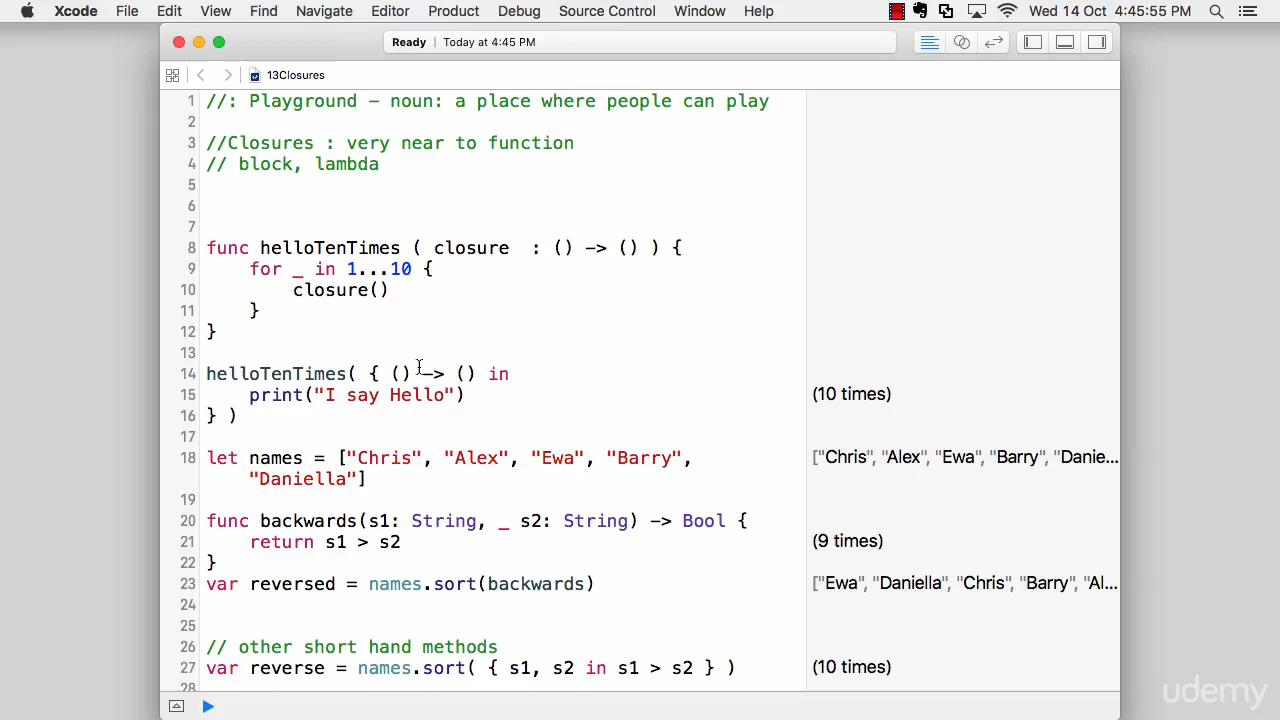 Xcode File Edit View Find Navigate Editor Product Debug Source Control Window Help Wed 14 Oct 4:45:55 PM
Ready | Today at 4:45 PM
13Closures
1 //: Playground – noun: a place where people can play
2
3 //Closures : very near to function
4 // block, lambda
5
6
7
8 func helloTenTimes ( closure  : () -> () ) {
9     for _ in 1...10 {
10         closure()
11     }
12 }
13
14 helloTenTimes( { () -> () in
15     print("I say Hello") (10 times)
16 } )
17
18 let names = ["Chris", "Alex", "Ewa", "Barry", ["Chris", "Alex", "Ewa", "Barry", "Danie...
"Daniella"]
19
20 func backwards(s1: String, _ s2: String) -> Bool {
21     return s1 > s2 (9 times)
22 }
23 var reversed = names.sort(backwards) ["Ewa", "Daniella", "Chris", "Barry", "Al...
24
25
26 // other short hand methods
27 var reverse = names.sort( { s1, s2 in s1 > s2 } ) (10 times)
28
udemy